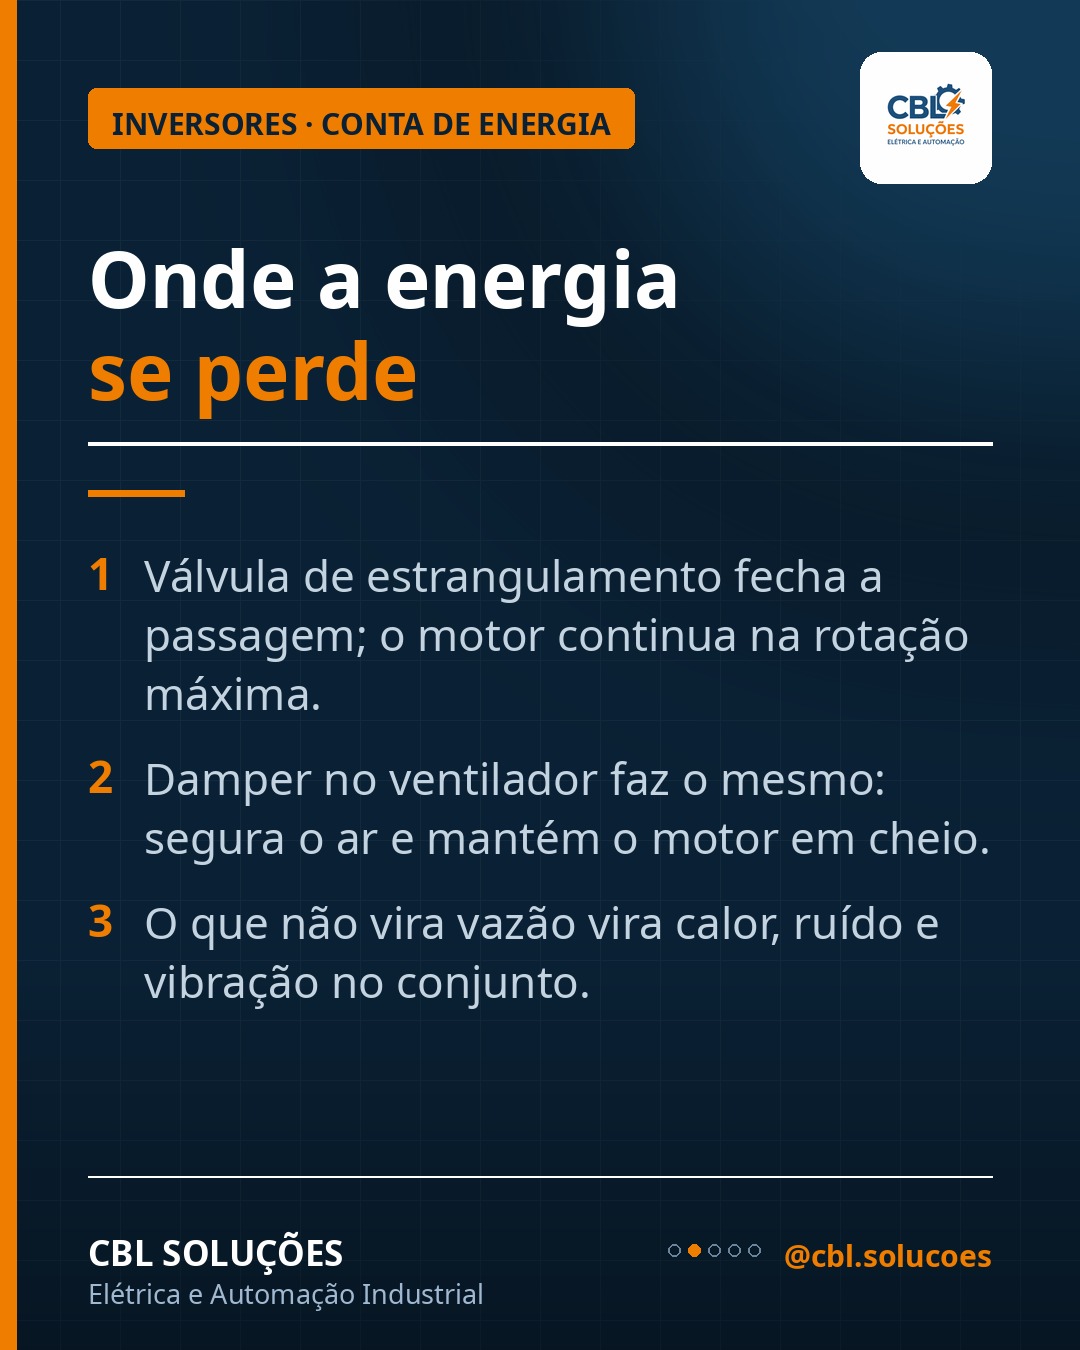 INVERSORES · CONTA DE ENERGIA
CBL
SOLUÇÕES
ELÉTRICA E AUTOMAÇÃO
Onde a energia
se perde
1 Válvula de estrangulamento fecha a
passagem; o motor continua na rotação
máxima.
2 Damper no ventilador faz o mesmo:
segura o ar e mantém o motor em cheio.
3 O que não vira vazão vira calor, ruído e
vibração no conjunto.
CBL SOLUÇÕES
Elétrica e Automação Industrial
@cbl.solucoes